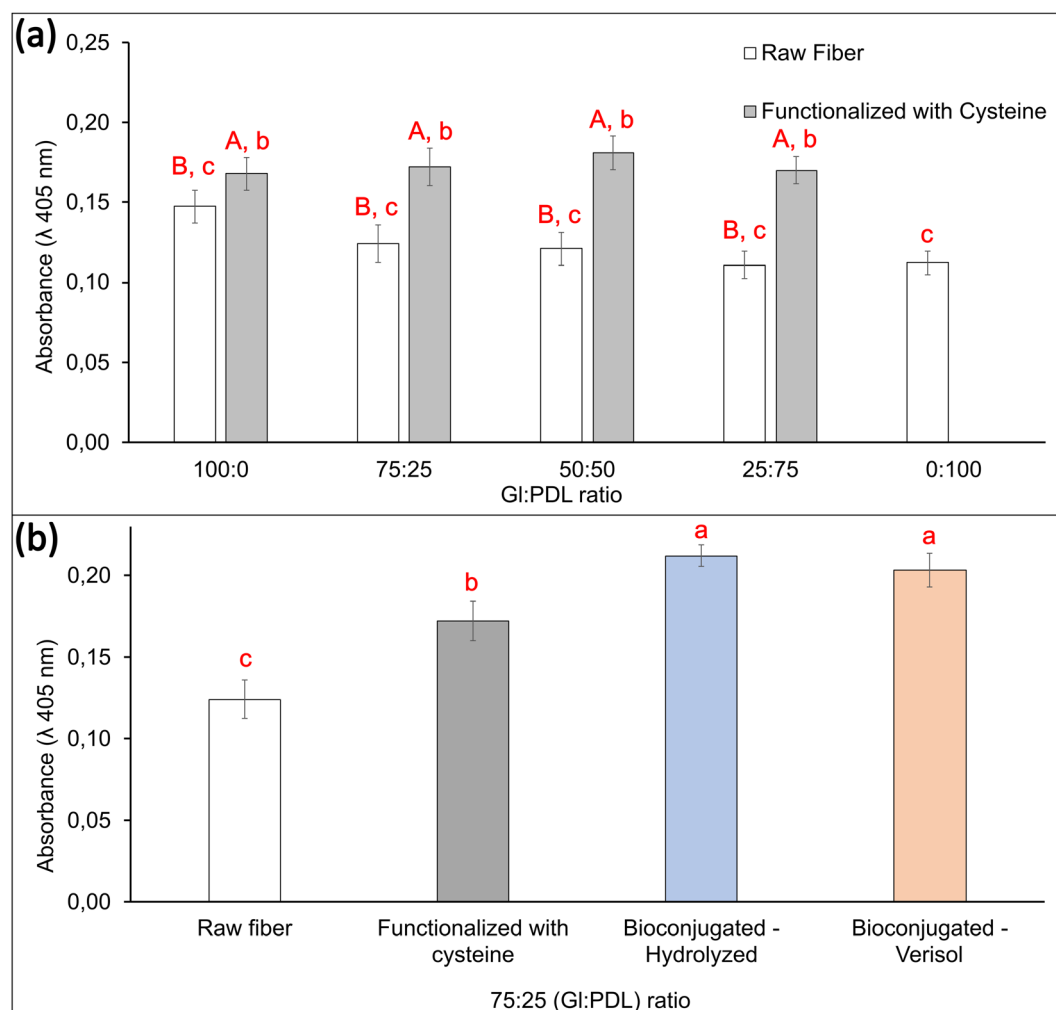 (a)
0,25
0,20
0,15
0,10
0,05
0,00
Absorbance (λ 405 nm)
Raw Fiber
Functionalized with Cysteine
B, c
A, b
B, c
A, b
B, c
A, b
B, c
A, b
c
100:0
75:25
50:50
25:75
0:100
Gl:PDL ratio
(b)
0,20
0,15
0,10
0,05
0,00
Absorbance (λ 405 nm)
c
b
a
a
Raw fiber
Functionalized with
cysteine
Bioconjugated -
Hydrolyzed
Bioconjugated -
Verisol
75:25 (Gl:PDL) ratio